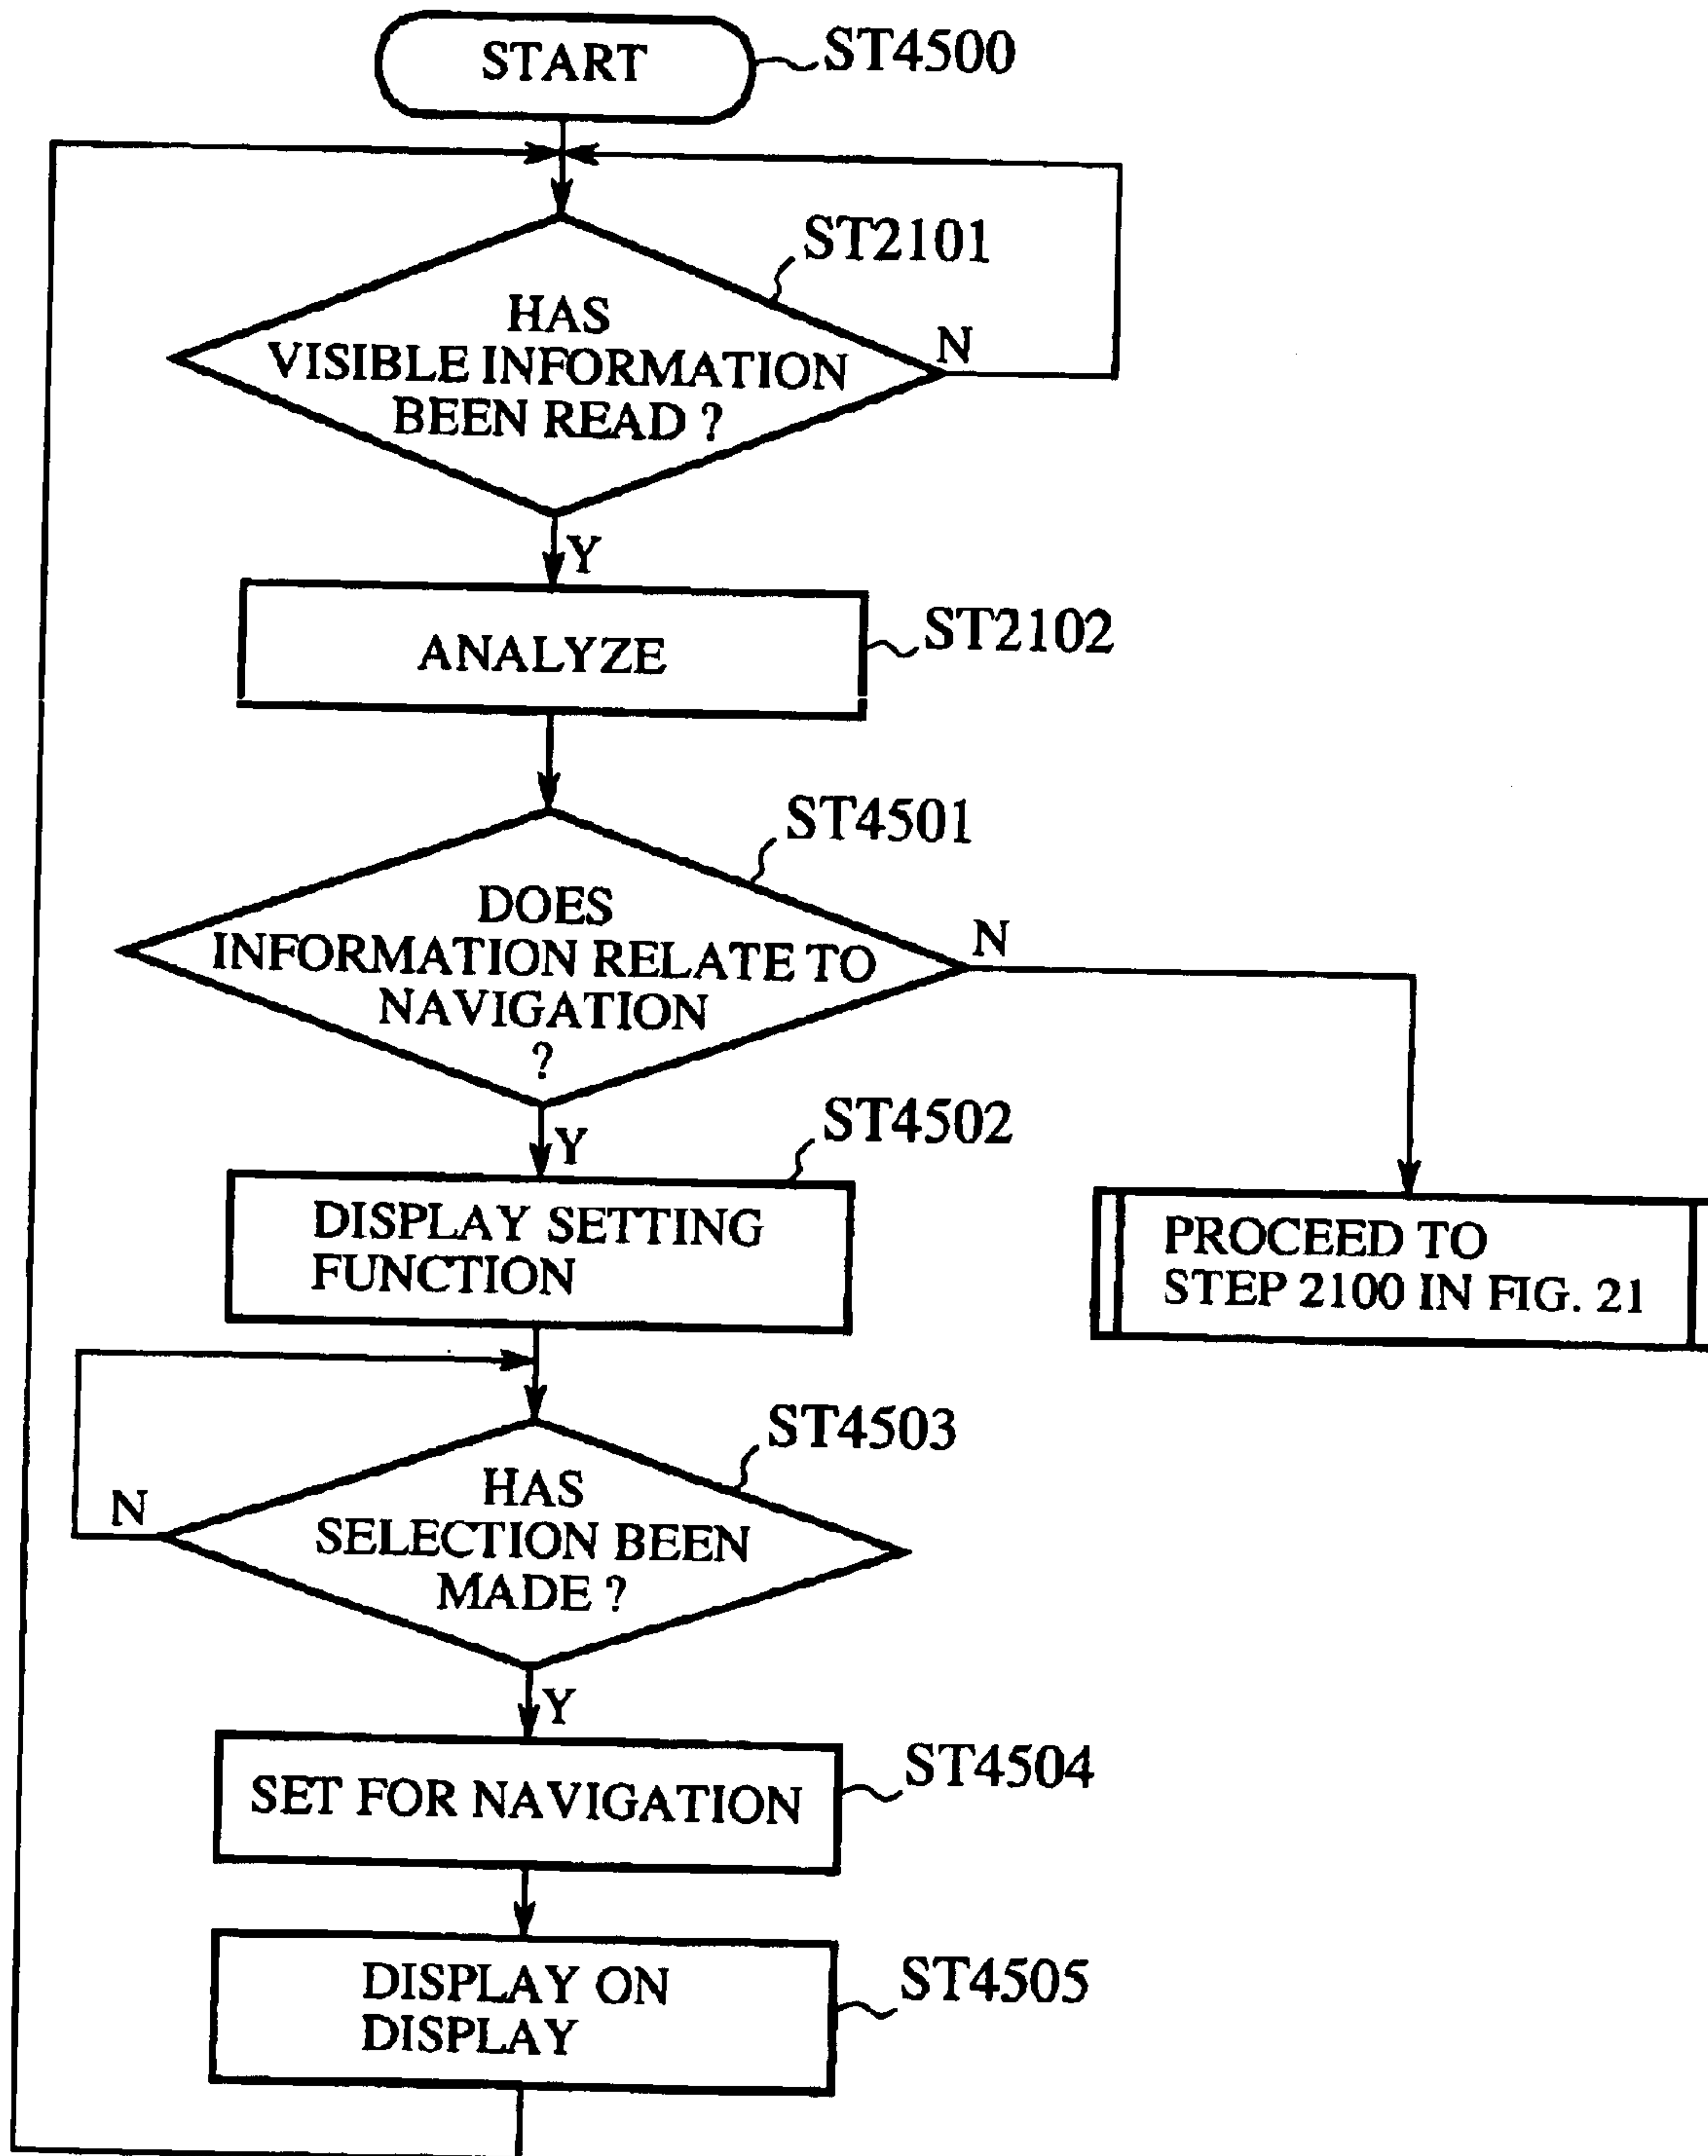 START
ST4500
ST2101
HAS
VISIBLE INFORMATION
BEEN READ ?
N
Y
ANALYZE
ST2102
ST4501
DOES
INFORMATION RELATE TO
NAVIGATION
?
N
Y
ST4502
DISPLAY SETTING
FUNCTION
PROCEED TO
STEP 2100 IN FIG. 21
ST4503
HAS
SELECTION BEEN
MADE ?
N
Y
SET FOR NAVIGATION
ST4504
DISPLAY ON
DISPLAY
ST4505